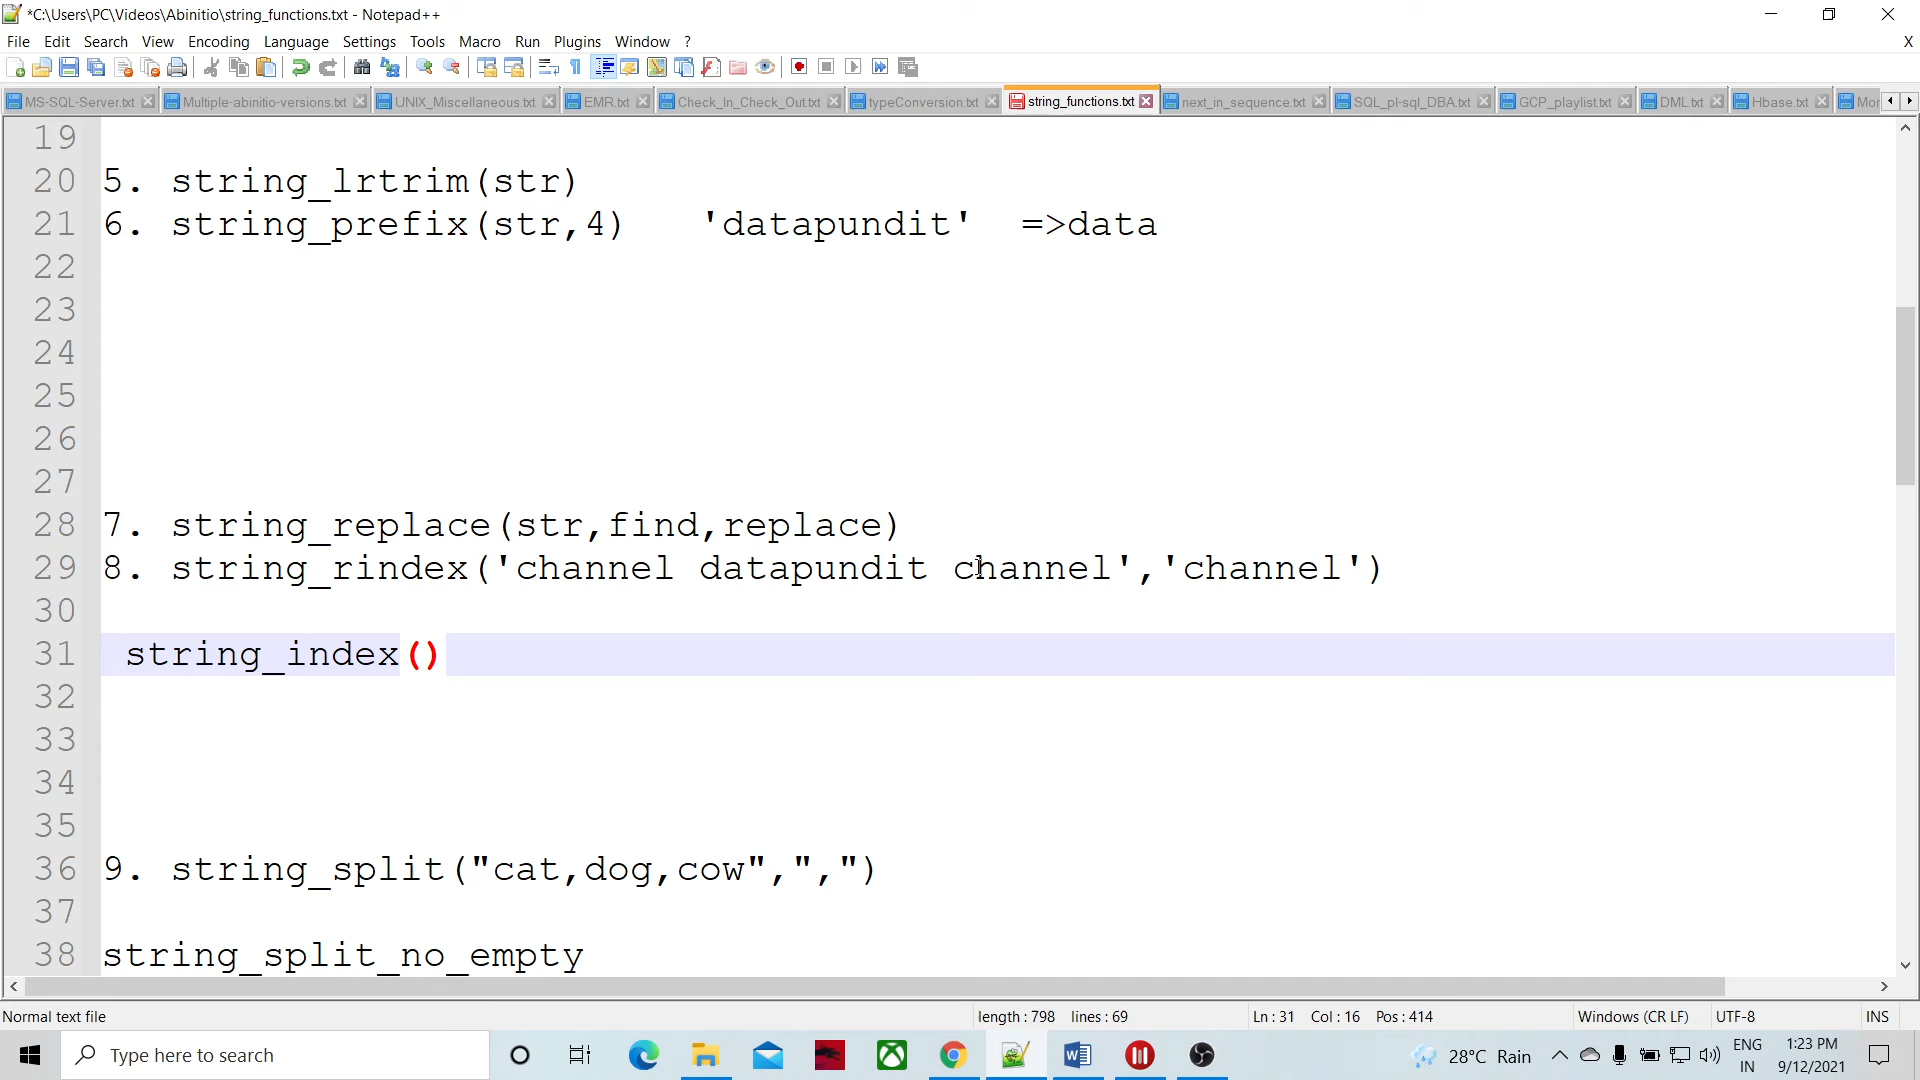 *C:\Users\PC\Videos\Abinitio\string_functions.txt - Notepad++
File Edit Search View Encoding Language Settings Tools Macro Run Plugins Window ? X
MS-SQL-Server.txt Multiple-abinitio-versions.txt UNIX_Miscellaneous.txt EMR.txt Check_In_Check_Out.txt typeConversion.txt string_functions.txt next_in_sequence.txt SQL_pl-sql_DBA.txt GCP_playlist.txt DML.txt Hbase.txt
19
20 5. string_lrtrim(str)
21 6. string_prefix(str,4) 'datapundit' =>data
22
23
24
25
26
27
28 7. string_replace(str,find,replace)
29 8. string_rindex('channel datapundit channel','channel')
30
31 string_index()
32
33
34
35
36 9. string_split("cat,dog,cow",",")
37
38 string_split_no_empty
Normal text file length : 798 lines : 69 Ln : 31 Col : 16 Pos : 414 Windows (CR LF) UTF-8 INS
Type here to search 28°C Rain ENG IN 1:23 PM 9/12/2021